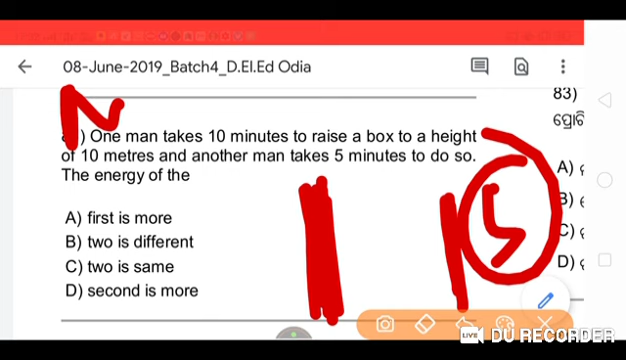 08-June-2019_Batch4_D.El.Ed Odia
83)
) One man takes 10 minutes to raise a box to a height
of 10 metres and another man takes 5 minutes to do so.
The energy of the
A) first is more
B) two is different
C) two is same
D) second is more
A)
B)
C)
D)
5
LIVE
DU RECORDER